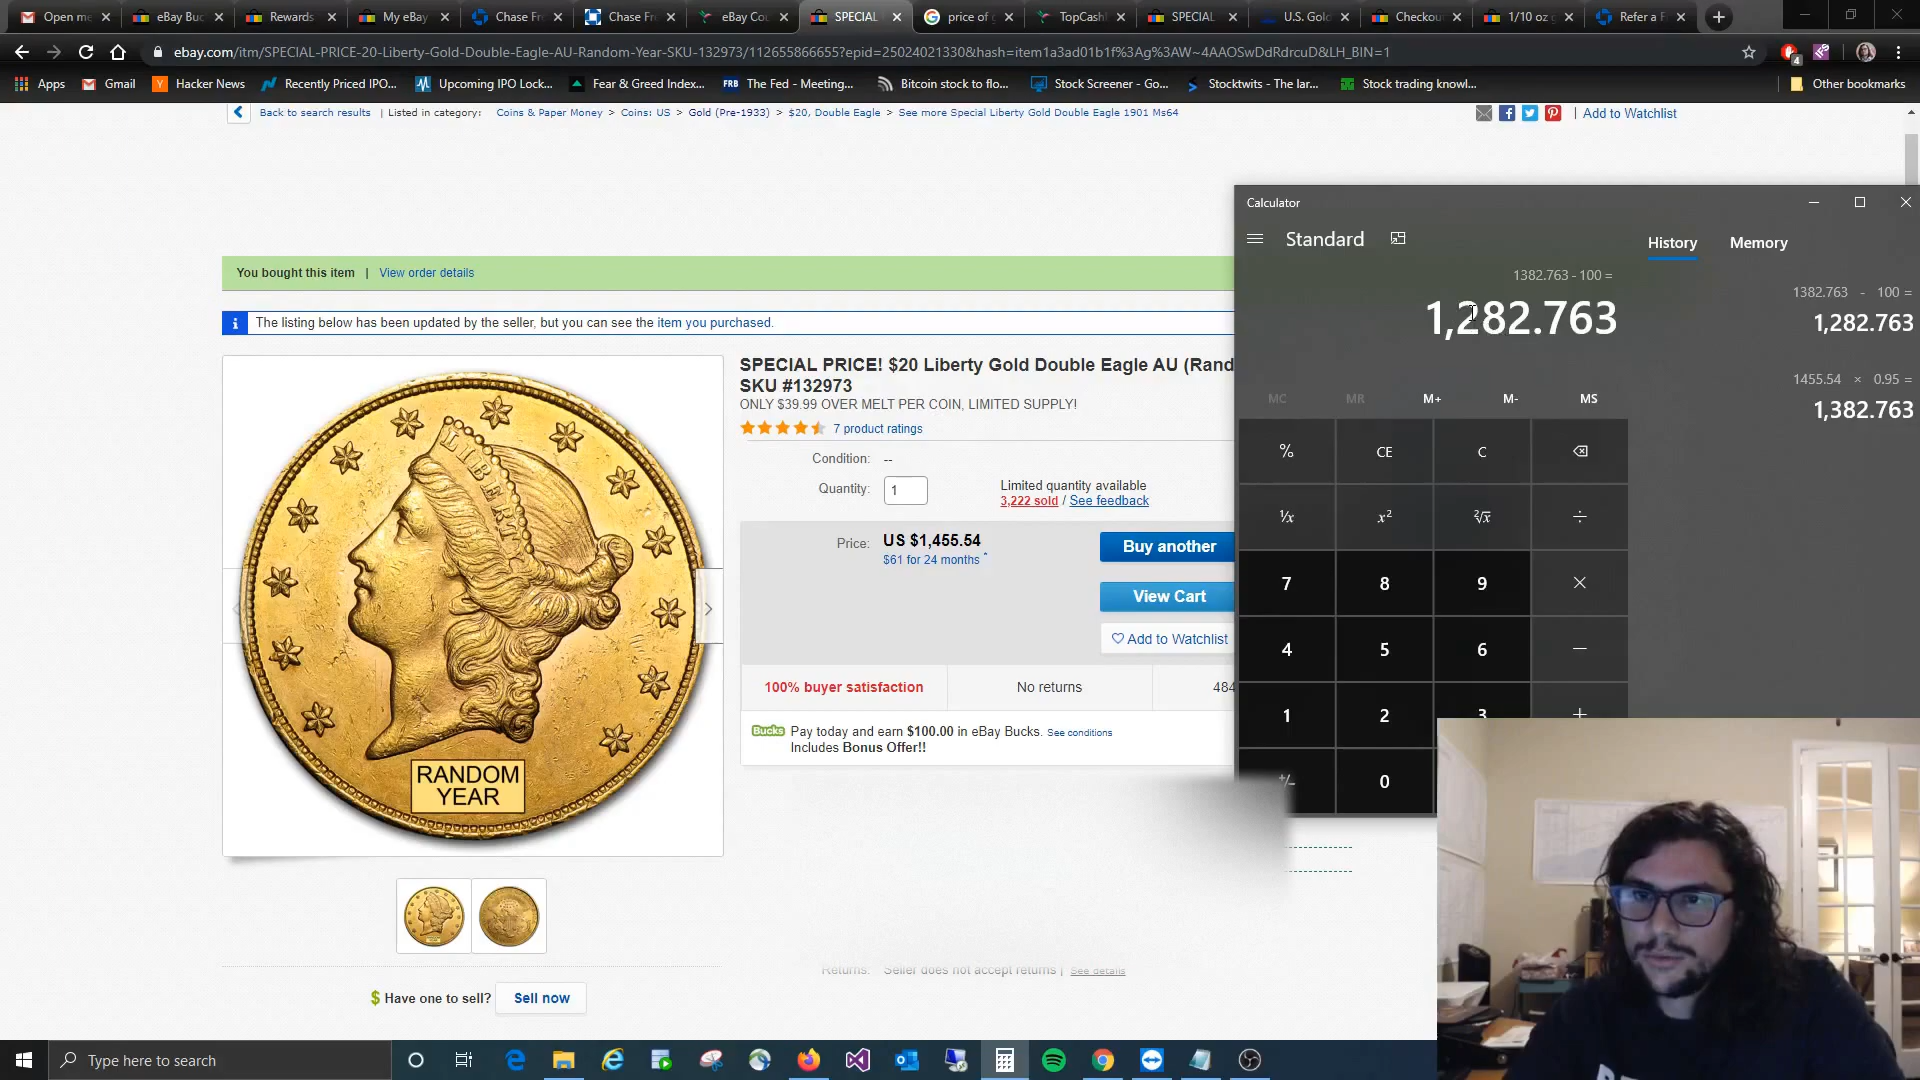 Open me
eBay Buc
Rewards
My eBay
Chase Fr
Chase Fr
eBay Cou
SPECIAL
price of g
TopCash
SPECIAL
U.S. Gold
Checkou
1/10 oz g
Refer a F
ebay.com/itm/SPECIAL-PRICE-20-Liberty-Gold-Double-Eagle-AU-Random-Year-SKU-132973/112655866655?epid=25024021330&hash=item1a3ad01b1f%3Ag%3AW~4AAOSwDdRdrcuD&LH_BIN=1
4
Apps
Gmail
Hacker News
Recently Priced IPO...
Upcoming IPO Lock...
Fear & Greed Index...
FRB The Fed - Meeting...
Bitcoin stock to flo...
Stock Screener - Go...
Stocktwits - The lar...
Stock trading knowl...
Other bookmarks
Back to search results | Listed in category: Coins & Paper Money > Coins: US > Gold (Pre-1933) > $20, Double Eagle > See more Special Liberty Gold Double Eagle 1901 Ms64
| Add to Watchlist
You bought this item | View order details
The listing below has been updated by the seller, but you can see the item you purchased.
LIBERTY
RANDOM
YEAR
SPECIAL PRICE! $20 Liberty Gold Double Eagle AU (Rand
SKU #132973
ONLY $39.99 OVER MELT PER COIN, LIMITED SUPPLY!
7 product ratings
Condition: --
Quantity: 1
Limited quantity available
3,222 sold / See feedback
Price: US $1,455.54
$61 for 24 months *
Buy another
View Cart
Add to Watchlist
100% buyer satisfaction
No returns
484
Bucks Pay today and earn $100.00 in eBay Bucks. See conditions
Includes Bonus Offer!!
Returns: Seller does not accept returns | See details
$ Have one to sell? Sell now
Calculator
Standard
History
Memory
1382.763 - 100 =
1,282.763
1382.763 - 100 =
1,282.763
1455.54 × 0.95 =
1,382.763
MC MR M+ M- MS
% CE C
¹/x x² ²√x ÷
7 8 9 ×
4 5 6 −
1 2 3 +
+/- 0
Type here to search